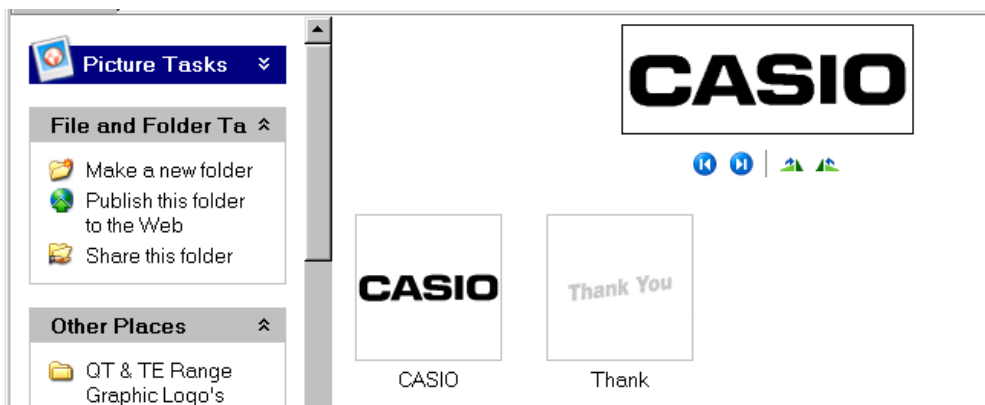 Picture Tasks
File and Folder Ta
Make a new folder
Publish this folder
to the Web
Share this folder
Other Places
QT & TE Range
Graphic Logo's
CASIO
CASIO
Thank You
CASIO
Thank